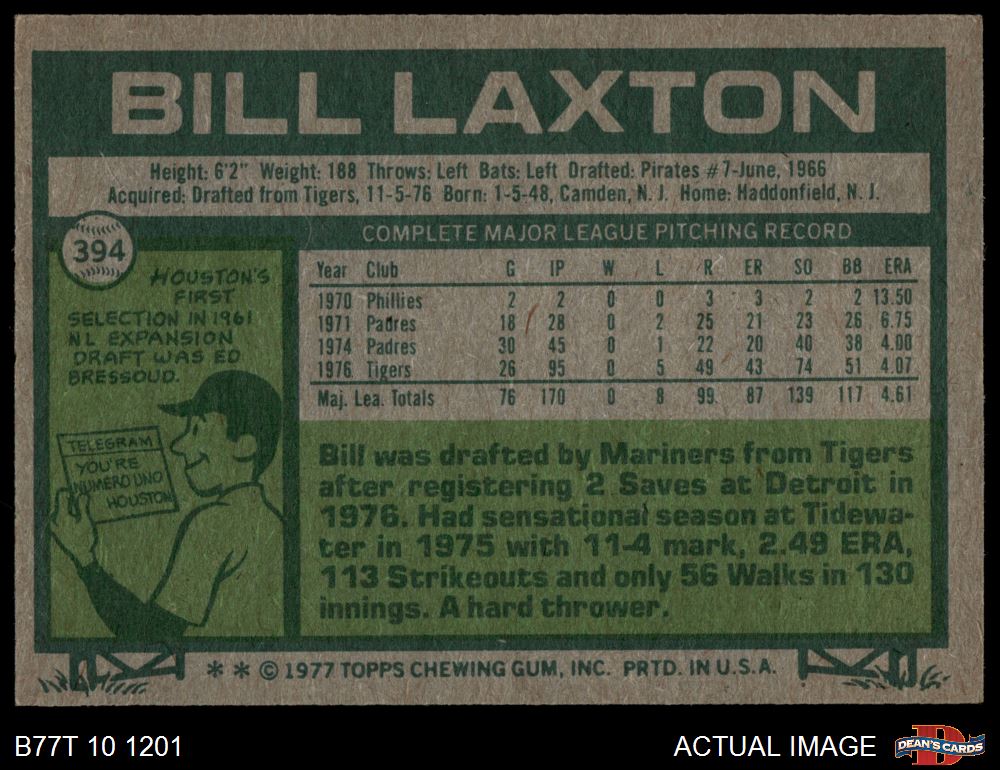 BILL LAXTON
Height: 6'2" Weight: 188 Throws: Left Bats: Left Drafted: Pirates #7-June, 1966
Acquired: Drafted from Tigers, 11-5-76 Born: 1-5-48, Camden, N. J. Home: Haddonfield, N. J.
394
HOUSTON'S
FIRST
SELECTION IN 1961
NL EXPANSION
DRAFT WAS ED
BRESSOUD.
TELEGRAM
YOU'RE
NUMERO UNO
HOUSTON
COMPLETE MAJOR LEAGUE PITCHING RECORD
Year Club G IP W L R ER SO BB ERA
1970 Phillies 2 2 0 0 3 3 2 2 13.50
1971 Padres 18 28 0 2 25 21 23 26 6.75
1974 Padres 30 45 0 1 22 20 40 38 4.00
1976 Tigers 26 95 0 5 49 43 74 51 4.07
Maj. Lea. Totals 76 170 0 8 99 87 139 117 4.61
Bill was drafted by Mariners from Tigers
after registering 2 Saves at Detroit in
1976. Had sensational season at Tidewa-
ter in 1975 with 11-4 mark, 2.49 ERA,
113 Strikeouts and only 56 Walks in 130
innings. A hard thrower.
** © 1977 TOPPS CHEWING GUM, INC. PRTD. IN U.S.A.
B77T 10 1201
ACTUAL IMAGE
DEAN'S CARDS